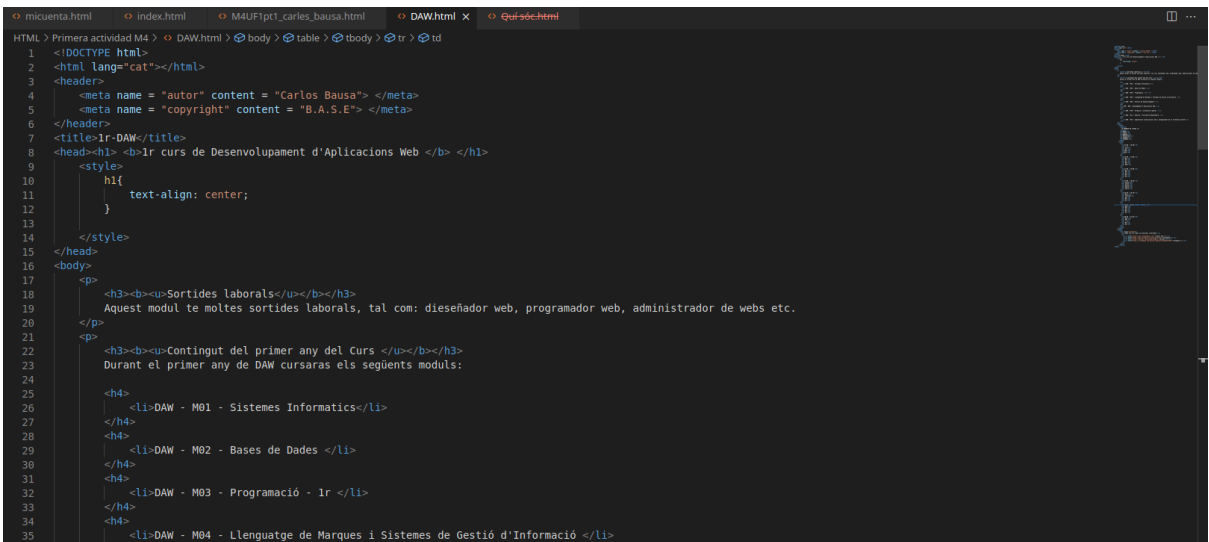 micuenta.html index.html M4UF1pt1_carles_bausa.html DAW.html Quí sóc.html
HTML > Primera actividad M4 > DAW.html > body > table > tbody > tr > td
1 <!DOCTYPE html>
2 <html lang="cat"></html>
3 <header>
4 <meta name = "autor" content = "Carlos Bausa"> </meta>
5 <meta name = "copyright" content = "B.A.S.E"> </meta>
6 </header>
7 <title>1r-DAW</title>
8 <head><h1> <b>1r curs de Desenvolupament d'Aplicacions Web </b> </h1>
9 <style>
10 h1{
11 text-align: center;
12 }
13
14 </style>
15 </head>
16 <body>
17 <p>
18 <h3><b><u>Sortides laborals</u></b></h3>
19 Aquest modul te moltes sortides laborals, tal com: dieseñador web, programador web, administrador de webs etc.
20 </p>
21 <p>
22 <h3><b><u>Contingut del primer any del Curs </u></b></h3>
23 Durant el primer any de DAW cursaras els següents moduls:
24
25 <h4>
26 <li>DAW - M01 - Sistemes Informatics</li>
27 </h4>
28 <h4>
29 <li>DAW - M02 - Bases de Dades </li>
30 </h4>
31 <h4>
32 <li>DAW - M03 - Programació - 1r </li>
33 </h4>
34 <h4>
35 <li>DAW - M04 - Llenguatge de Marques i Sistemes de Gestió d'Informació </li>